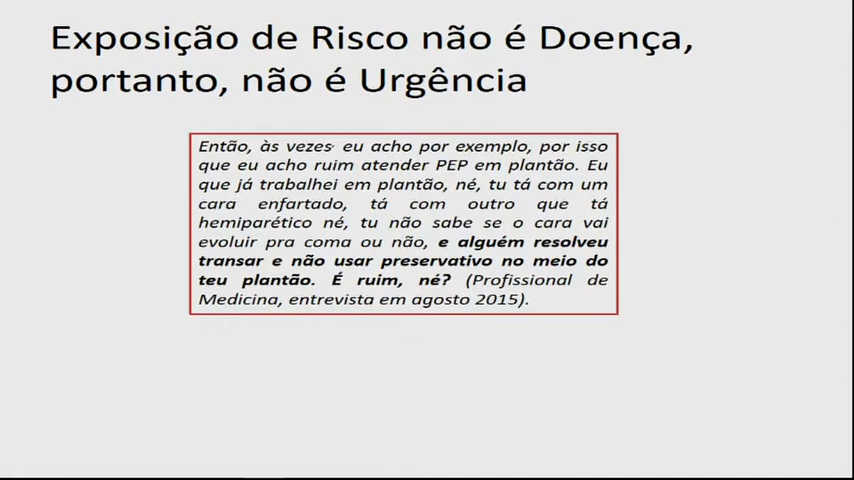 Exposição de Risco não é Doença,
portanto, não é Urgência
Então, às vezes eu acho por exemplo, por isso
que eu acho ruim atender PEP em plantão. Eu
que já trabalhei em plantão, né, tu tá com um
cara enfartado, tá com outro que tá
hemiparético né, tu não sabe se o cara vai
evoluir pra coma ou não, e alguém resolveu
transar e não usar preservativo no meio do
teu plantão. É ruim, né? (Profissional de
Medicina, entrevista em agosto 2015).